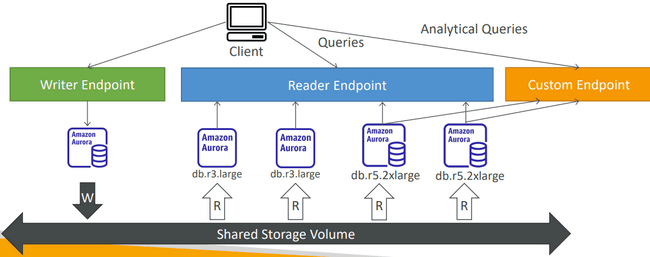 Client
Queries
Analytical Queries
Writer Endpoint
Reader Endpoint
Custom Endpoint
Amazon
Aurora
Amazon
Aurora
db.r3.large
Amazon
Aurora
db.r3.large
Amazon
Aurora
db.r5.2xlarge
Amazon
Aurora
db.r5.2xlarge
W
R
R
R
R
Shared Storage Volume